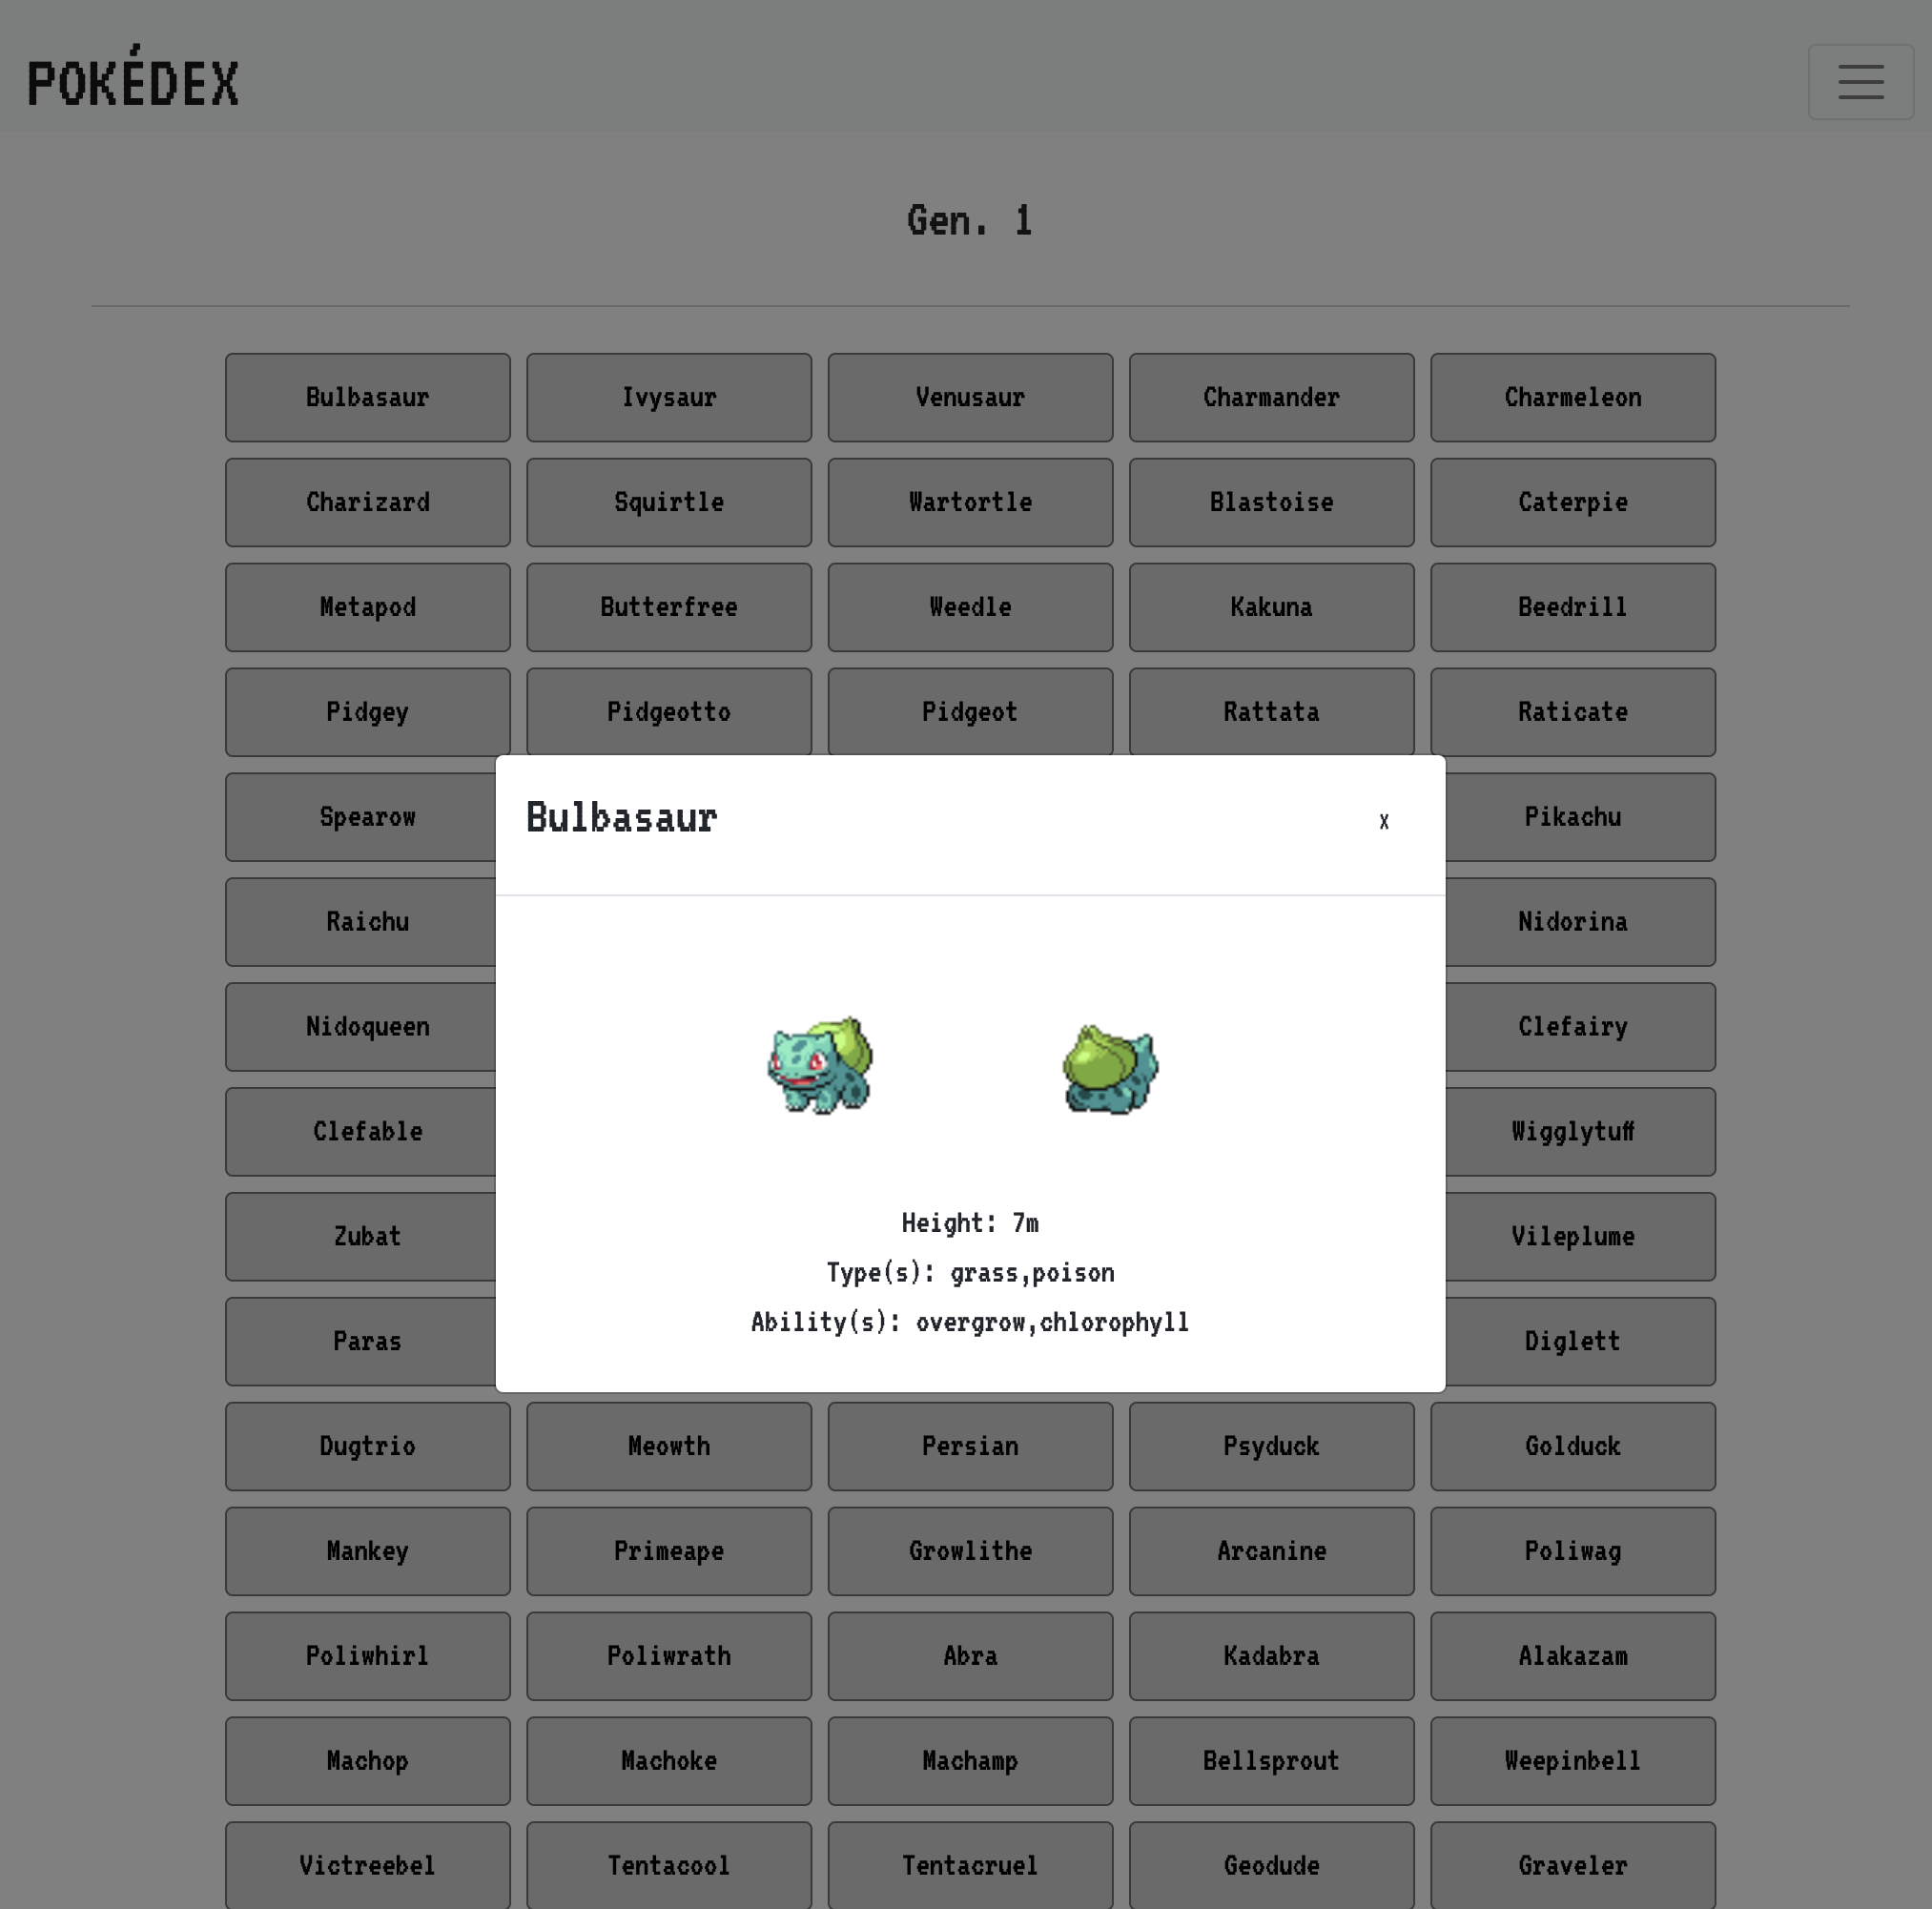 POKÉDEX
Gen. 1
Bulbasaur Ivysaur Venusaur Charmander Charmeleon
Charizard Squirtle Wartortle Blastoise Caterpie
Metapod Butterfree Weedle Kakuna Beedrill
Pidgey Pidgeotto Pidgeot Rattata Raticate
Spearow Pikachu
Raichu Nidorina
Nidoqueen Clefairy
Clefable Wigglytuff
Zubat Vileplume
Paras Diglett
Bulbasaur x
Height: 7m
Type(s): grass,poison
Ability(s): overgrow,chlorophyll
Dugtrio Meowth Persian Psyduck Golduck
Mankey Primeape Growlithe Arcanine Poliwag
Poliwhirl Poliwrath Abra Kadabra Alakazam
Machop Machoke Machamp Bellsprout Weepinbell
Victreebel Tentacool Tentacruel Geodude Graveler